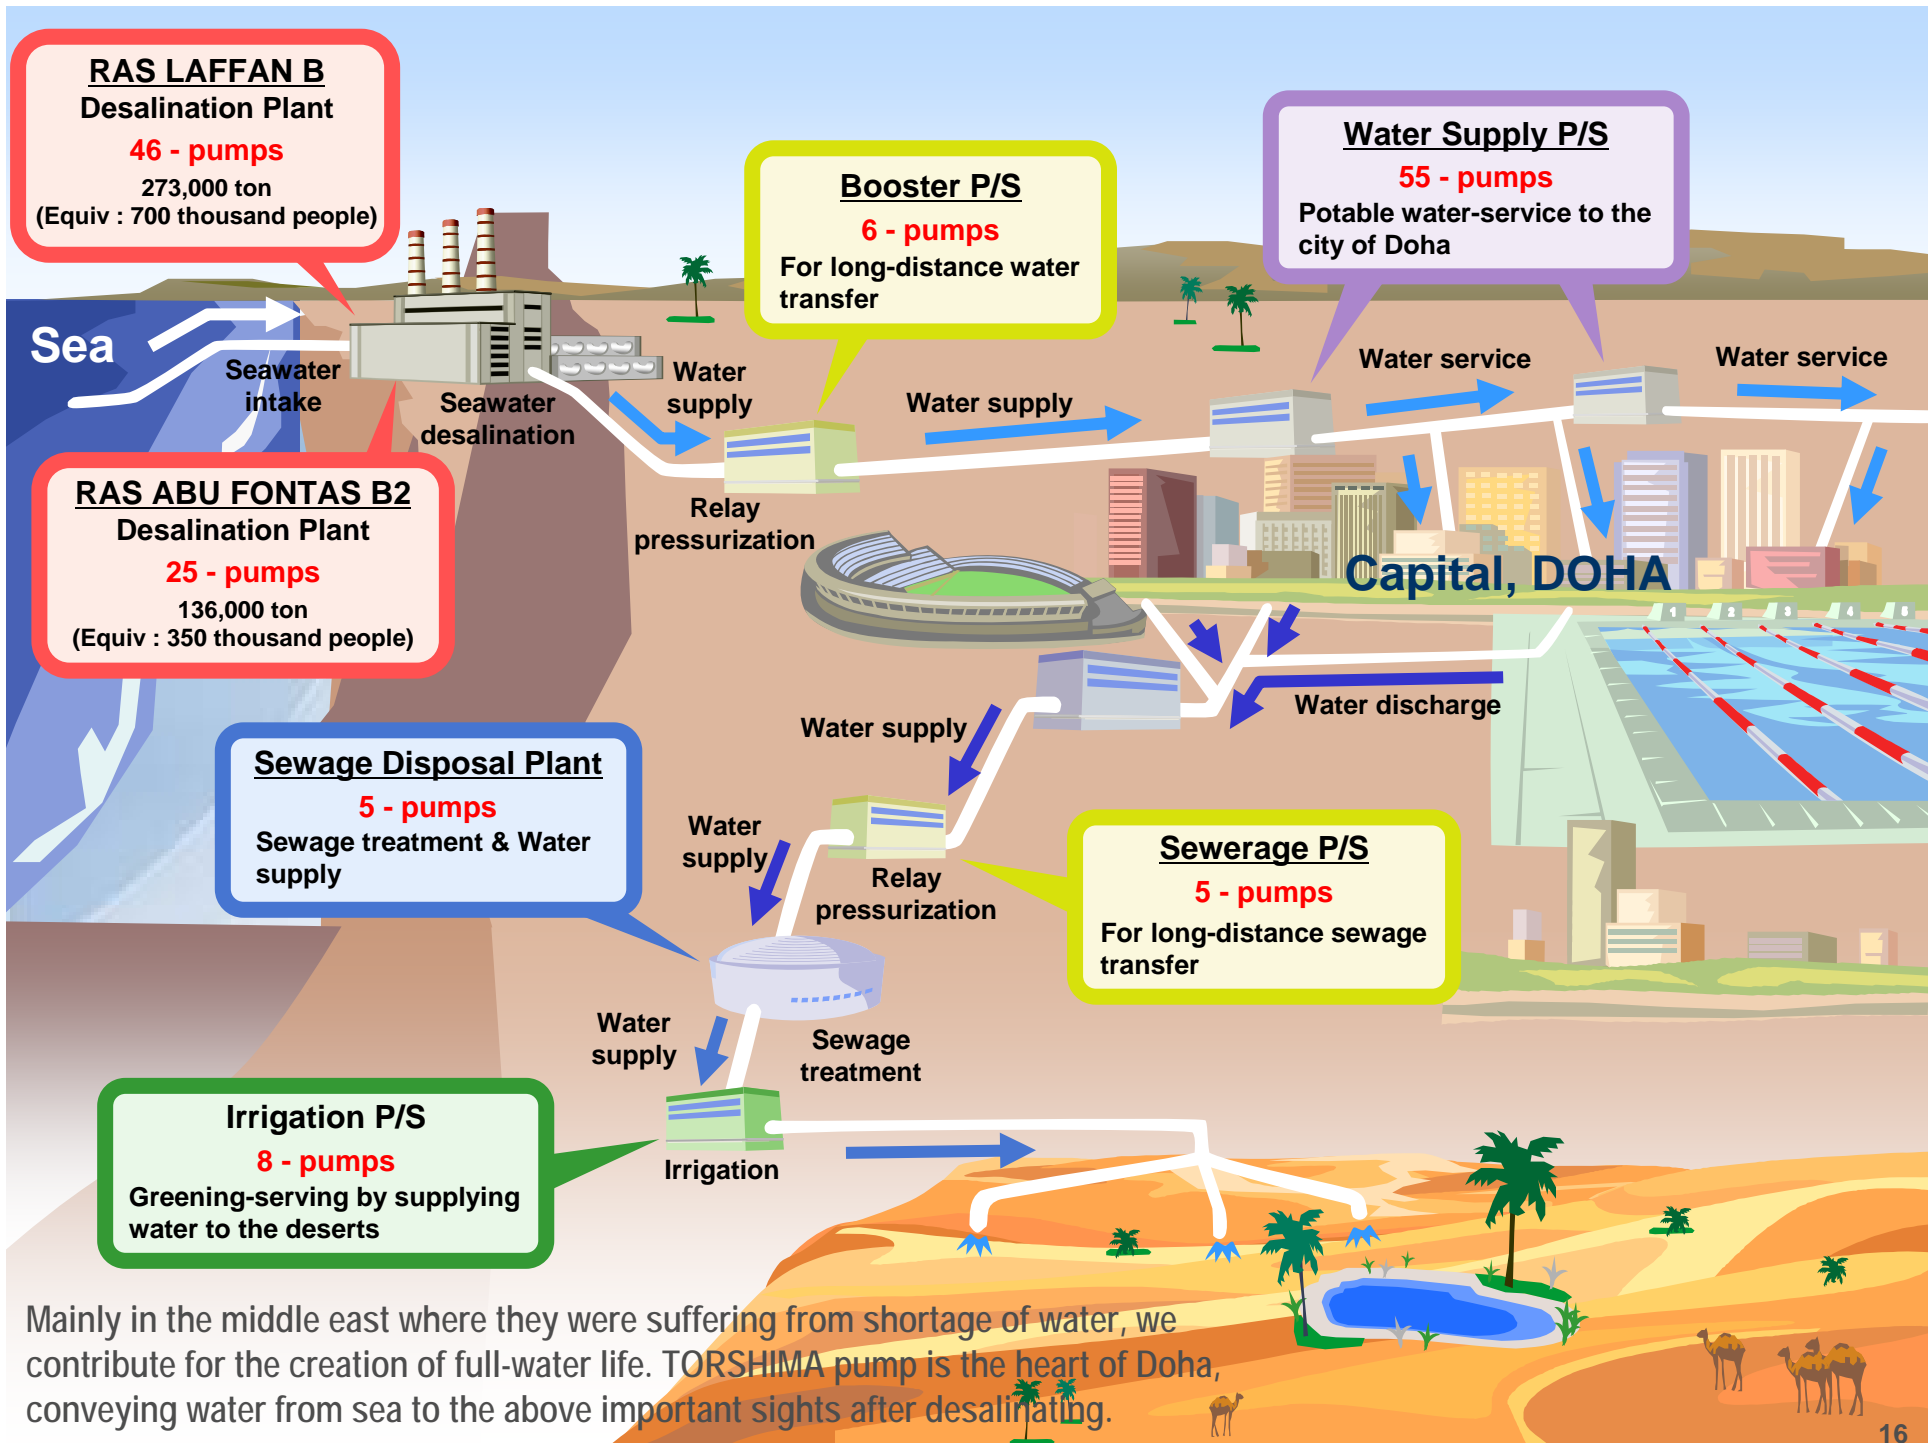 RAS LAFFAN B
Desalination Plant
46 - pumps
273,000 ton
(Equiv : 700 thousand people)
Booster P/S
6 - pumps
For long-distance water
transfer
Water Supply P/S
55 - pumps
Potable water-service to the
city of Doha
Sea
Seawater
intake
Seawater
desalination
Water
supply
Water supply
Water service
Water service
Relay
pressurization
RAS ABU FONTAS B2
Desalination Plant
25 - pumps
136,000 ton
(Equiv : 350 thousand people)
Capital, DOHA
1
2
3
4
5
Water discharge
Water supply
Sewage Disposal Plant
5 - pumps
Sewage treatment & Water
supply
Water
supply
Relay
pressurization
Sewerage P/S
5 - pumps
For long-distance sewage
transfer
Water
supply
Sewage
treatment
Irrigation P/S
8 - pumps
Greening-serving by supplying
water to the deserts
Irrigation
Mainly in the middle east where they were suffering from shortage of water, we
contribute for the creation of full-water life. TORSHIMA pump is the heart of Doha,
conveying water from sea to the above important sights after desalinating.
16